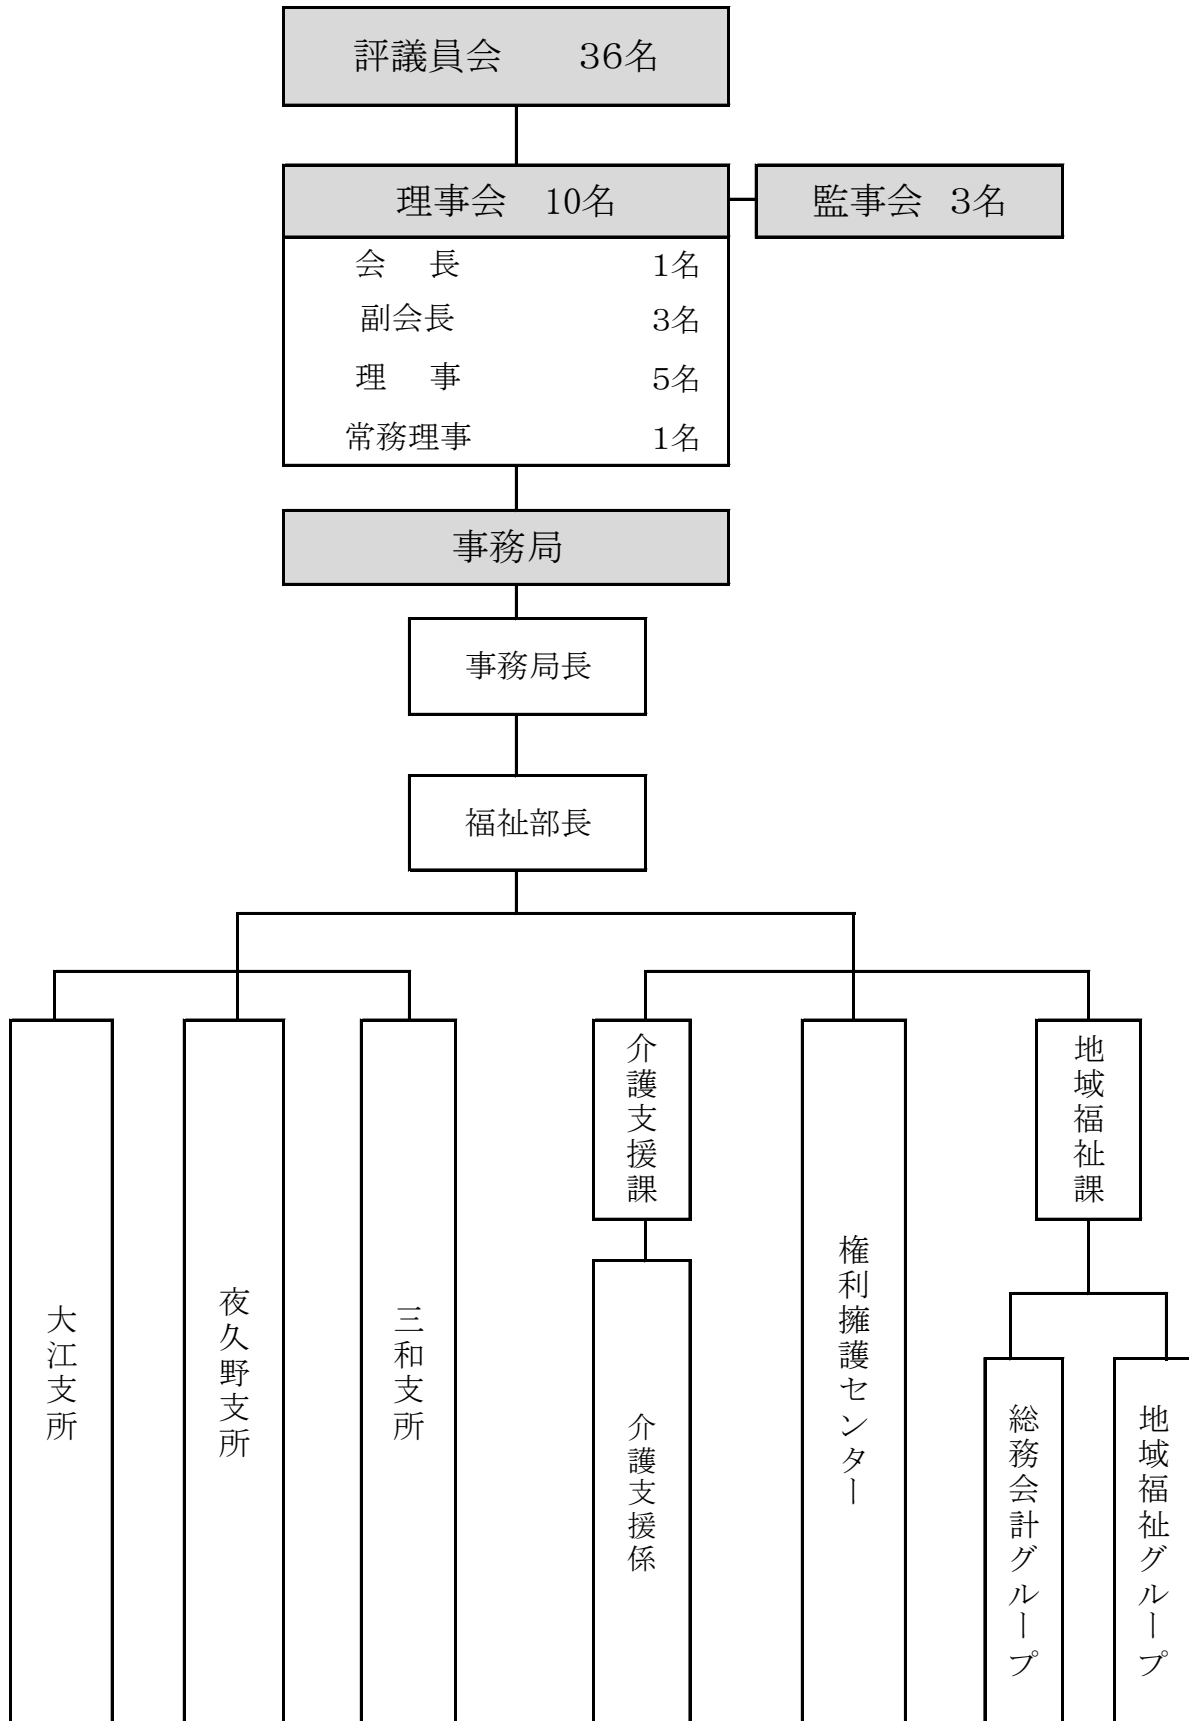 評議員会　36名
理事会　10名
監事会　3名
会　長　1名
副会長　3名
理　事　5名
常務理事　1名
事務局
事務局長
福祉部長
大江支所
夜久野支所
三和支所
介護支援課
介護支援係
権利擁護センター
地域福祉課
総務会計グループ
地域福祉グループ